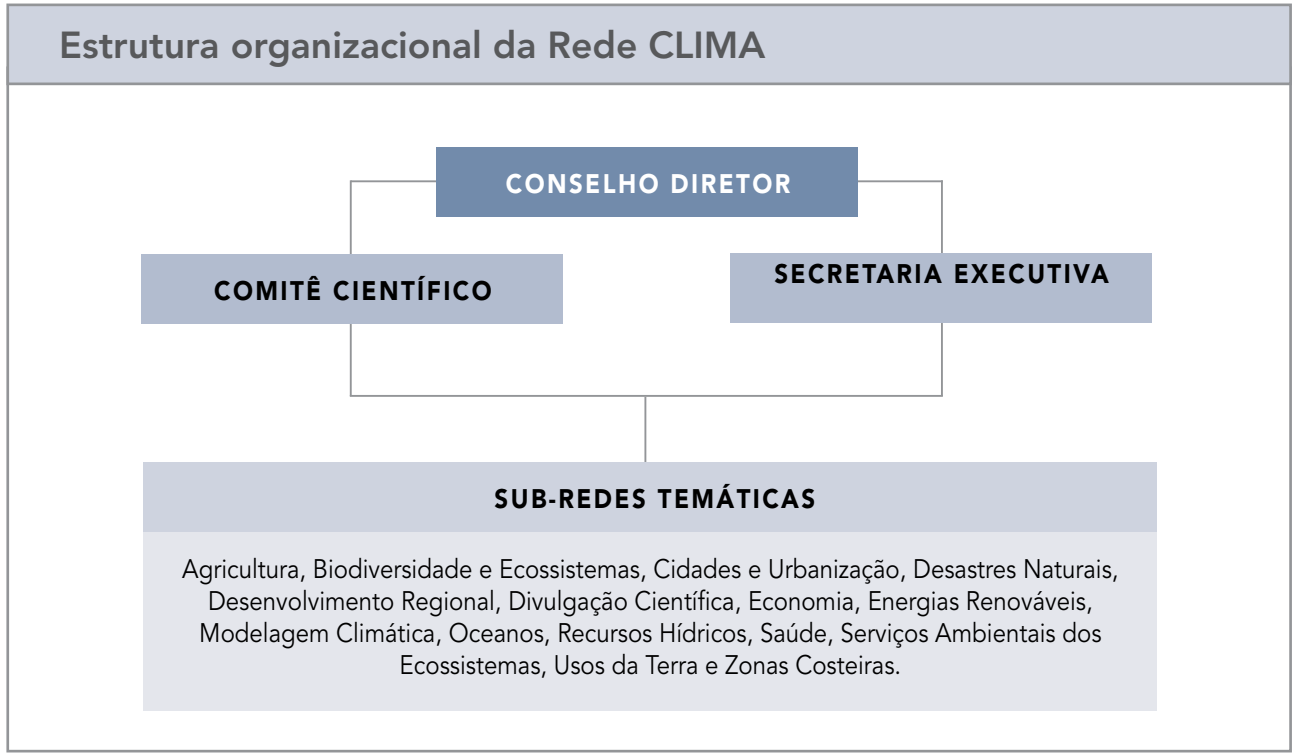 Estrutura organizacional da Rede CLIMA
CONSELHO DIRETOR
COMITÊ CIENTÍFICO
SECRETARIA EXECUTIVA
SUB-REDES TEMÁTICAS
Agricultura, Biodiversidade e Ecossistemas, Cidades e Urbanização, Desastres Naturais,
Desenvolvimento Regional, Divulgação Científica, Economia, Energias Renováveis,
Modelagem Climática, Oceanos, Recursos Hídricos, Saúde, Serviços Ambientais dos
Ecossistemas, Usos da Terra e Zonas Costeiras.